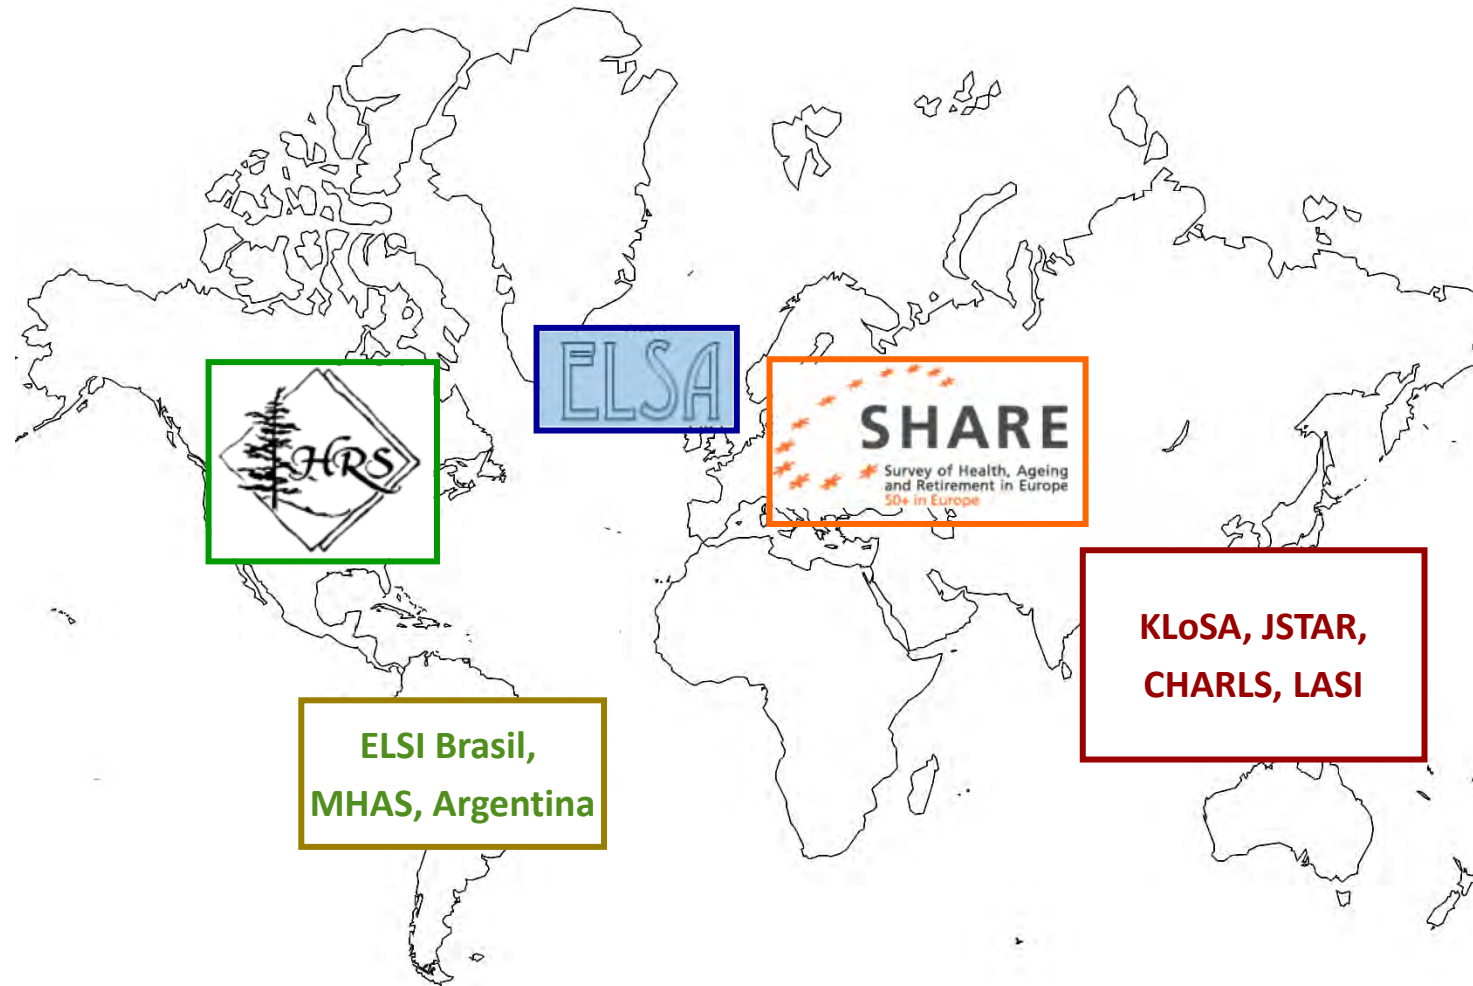 ELSA
HRS
SHARE
Survey of Health, Ageing
and Retirement in Europe
50+ in Europe
KLoSA, JSTAR,
CHARLS, LASI
ELSI Brasil,
MHAS, Argentina